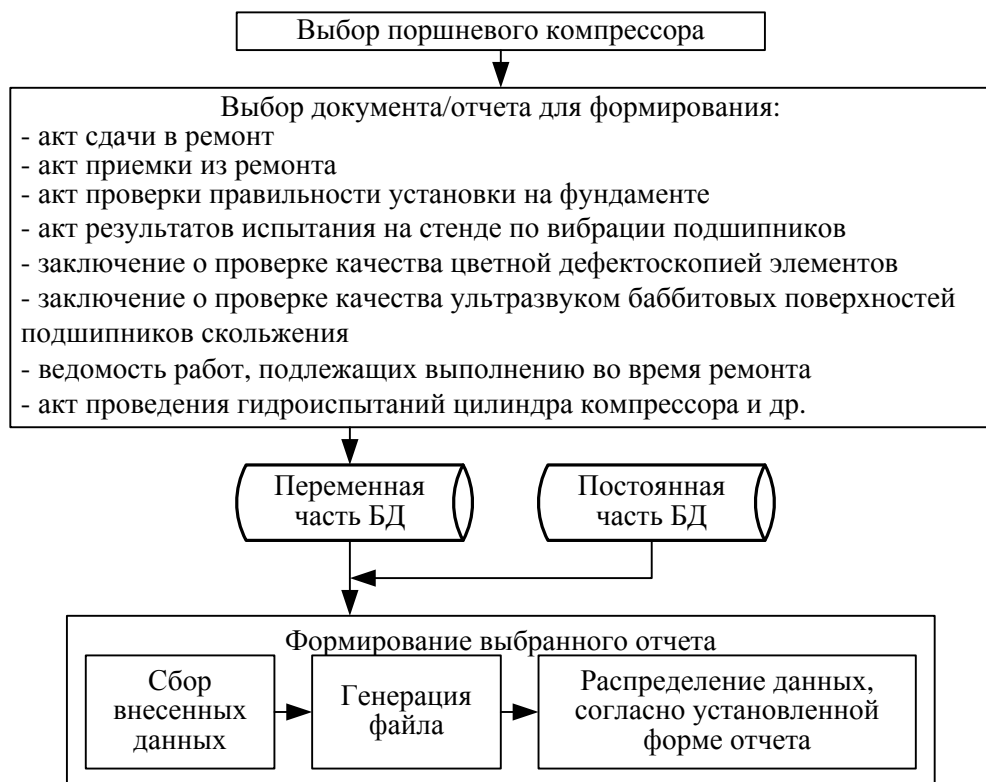 Выбор поршневого компрессора
Выбор документа/отчета для формирования:
- акт сдачи в ремонт
- акт приемки из ремонта
- акт проверки правильности установки на фундаменте
- акт результатов испытания на стенде по вибрации подшипников
- заключение о проверке качества цветной дефектоскопией элементов
- заключение о проверке качества ультразвуком баббитовых поверхностей
подшипников скольжения
- ведомость работ, подлежащих выполнению во время ремонта
- акт проведения гидроиспытаний цилиндра компрессора и др.
Переменная
часть БД
Постоянная
часть БД
Формирование выбранного отчета
Сбор
внесенных
данных
Генерация
файла
Распределение данных,
согласно установленной
форме отчета